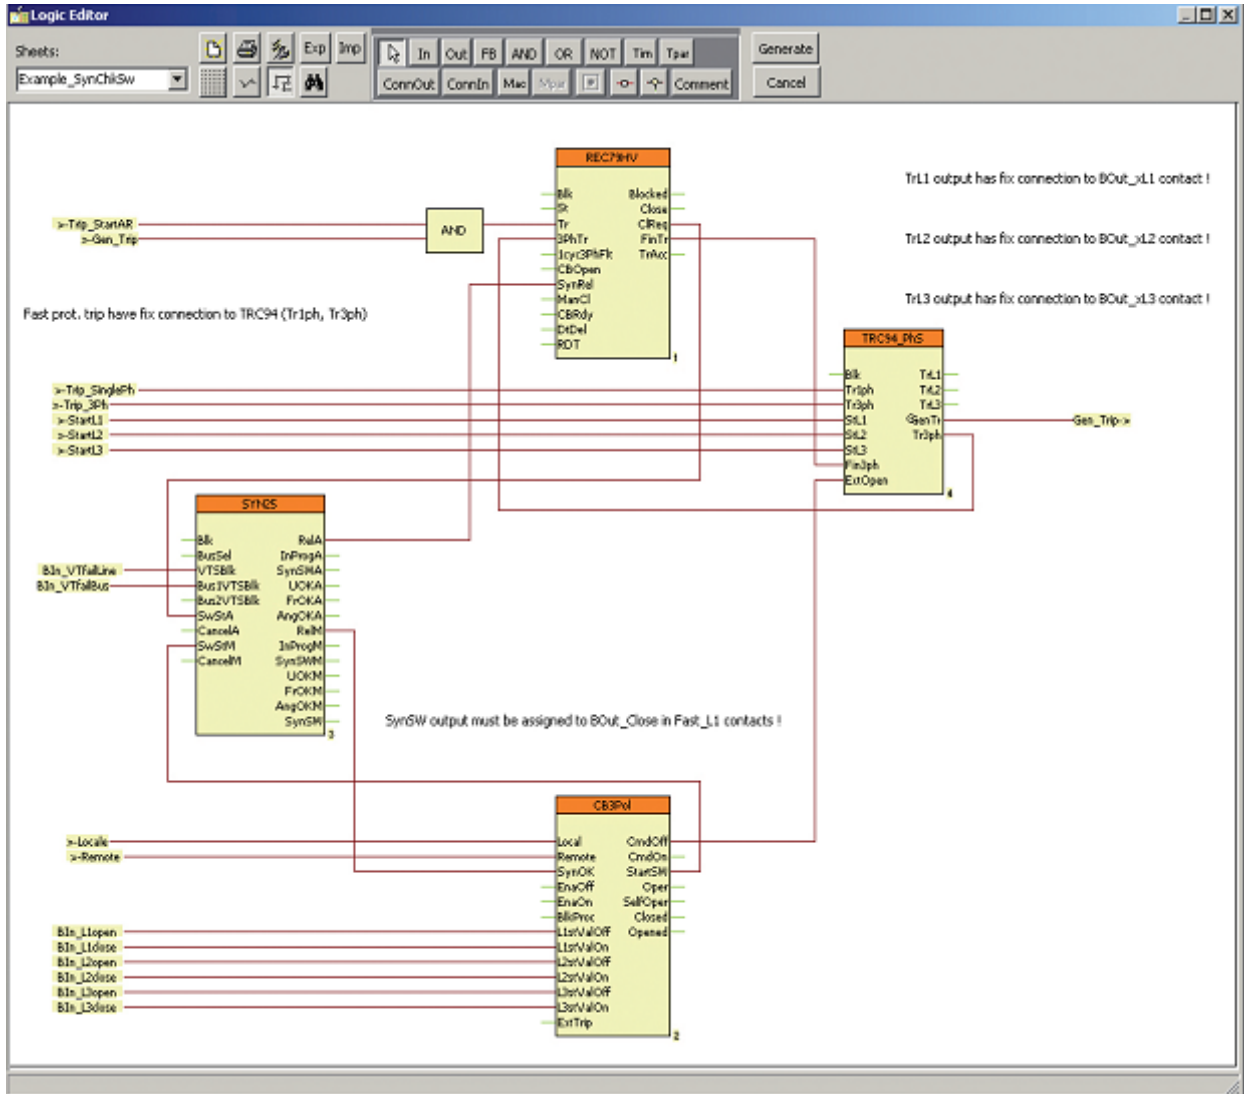 Logic Editor
Sheets:
Example_SynChkSw
Exp Imp
In Out FB AND OR NOT Tim Tpar
ConnOut ConnIn Mac Mpar Comment
Generate
Cancel
REC79HV
Blk Blocked
St Close
Tr ClReq
3PhTr FinTr
1cyc3PhFlt TrAcc
CBOpen
SynRel
ManCl
CBRdy
DtDel
RDT
1
>-Trip_StartAR
>-Gen_Trip
AND
Fast prot. trip have fix connection to TRC94 (Tr1ph, Tr3ph)
TrL1 output has fix connection to BOut_xL1 contact !
TrL2 output has fix connection to BOut_xL2 contact !
TrL3 output has fix connection to BOut_xL3 contact !
TRC94_PhS
Blk TrL1
Tr1ph TrL2
Tr3ph TrL3
StL1 GenTr
StL2 Tr3ph
StL3
Fin3ph
ExtOpen
4
Gen_Trip->
>-Trip_SinglePh
>-Trip_3Ph
>-StartL1
>-StartL2
>-StartL3
SYN25
Blk RelA
BusSel InProgA
VTSBlk SynSWA
Bus1VTSBlk UOKA
Bus2VTSBlk FrOKA
SwStA AngOKA
CancelA RelM
SwStM InProgM
CancelM SynSWM
UOKM
FrOKM
AngOKM
SynSW
3
BIn_VTfailLine
BIn_VTfailBus
SynSW output must be assigned to BOut_Close in Fast_L1 contacts !
CB3Pol
Local CmdOff
Remote CmdOn
SynOK StartSW
EnaOff Oper
EnaOn SelfOper
BlkProc Closed
L1stValOff Opened
L1stValOn
L2stValOff
L2stValOn
L3stValOff
L3stValOn
ExtTrip
2
>-Locale
>-Remote
BIn_L1open
BIn_L1close
BIn_L2open
BIn_L2close
BIn_L3open
BIn_L3close